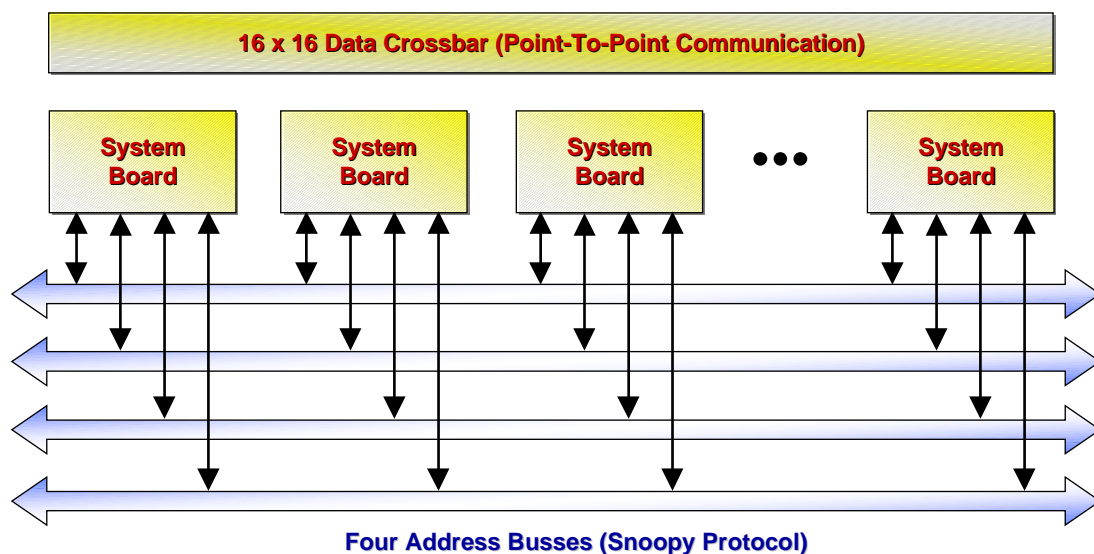 16 x 16 Data Crossbar (Point-To-Point Communication)
System
Board
System
Board
System
Board
System
Board
Four Address Busses (Snoopy Protocol)